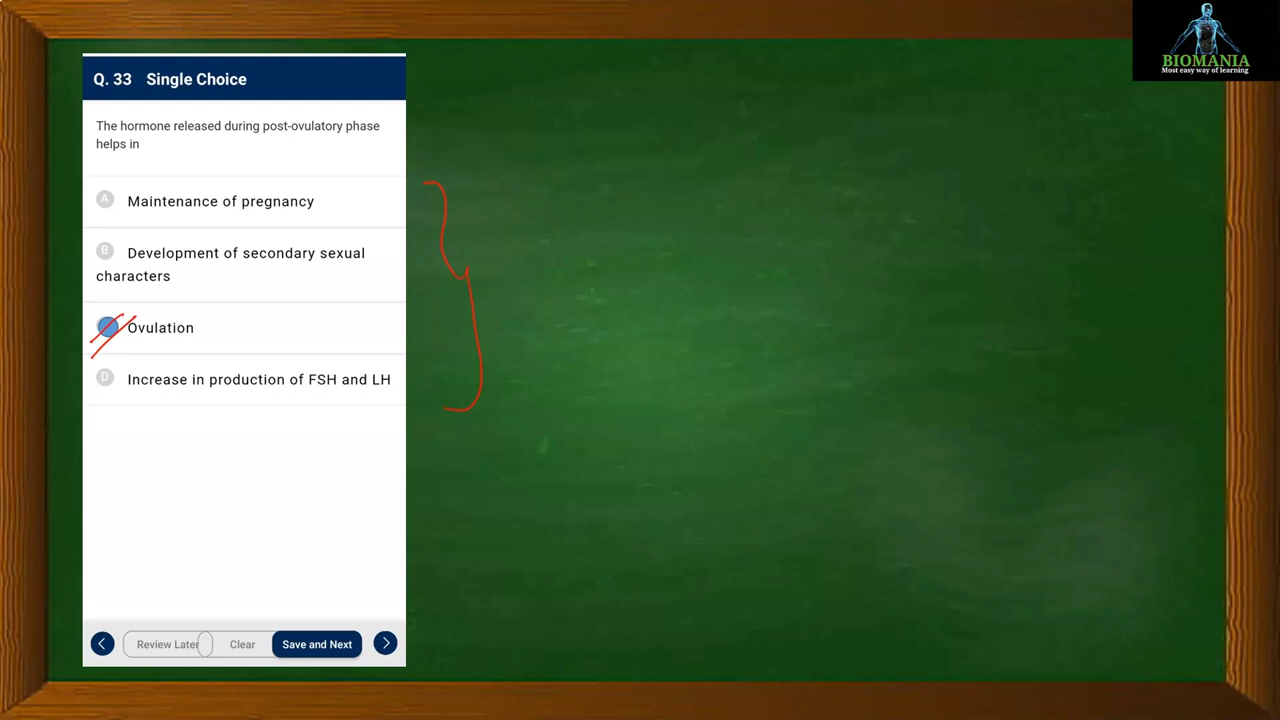 BIOMANIA
Most easy way of learning
Q. 33 Single Choice
The hormone released during post-ovulatory phase
helps in
A Maintenance of pregnancy
B Development of secondary sexual
characters
Ovulation
D Increase in production of FSH and LH
Review Later Clear Save and Next